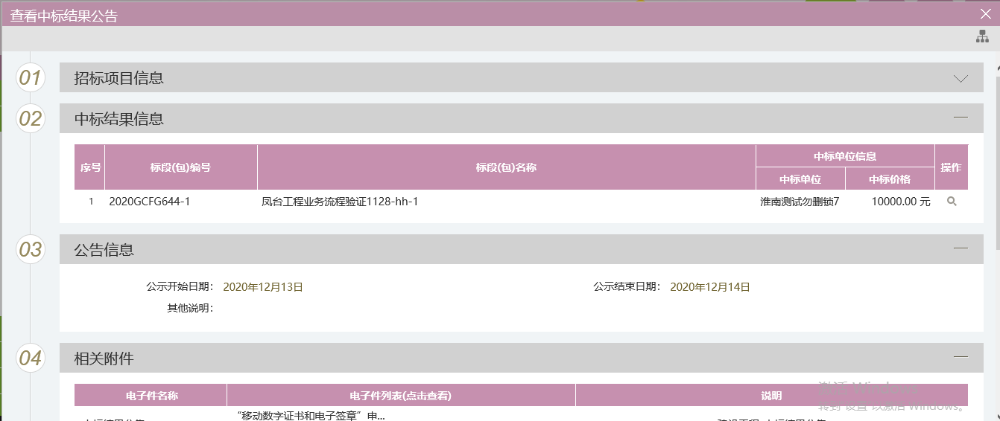 查看中标结果公告
01 招标项目信息
02 中标结果信息
序号 标段(包)编号 标段(包)名称 中标单位信息 操作
中标单位 中标价格
1 2020GCFG644-1 凤台工程业务流程验证1128-hh-1 淮南测试勿删锁7 10000.00 元
03 公告信息
公示开始日期： 2020年12月13日 公示结束日期： 2020年12月14日
其他说明：
04 相关附件
电子件名称 电子件列表(点击查看) 说明
激活 Windows
转到"设置"以激活 Windows。
“移动数字证书和电子签章”申...